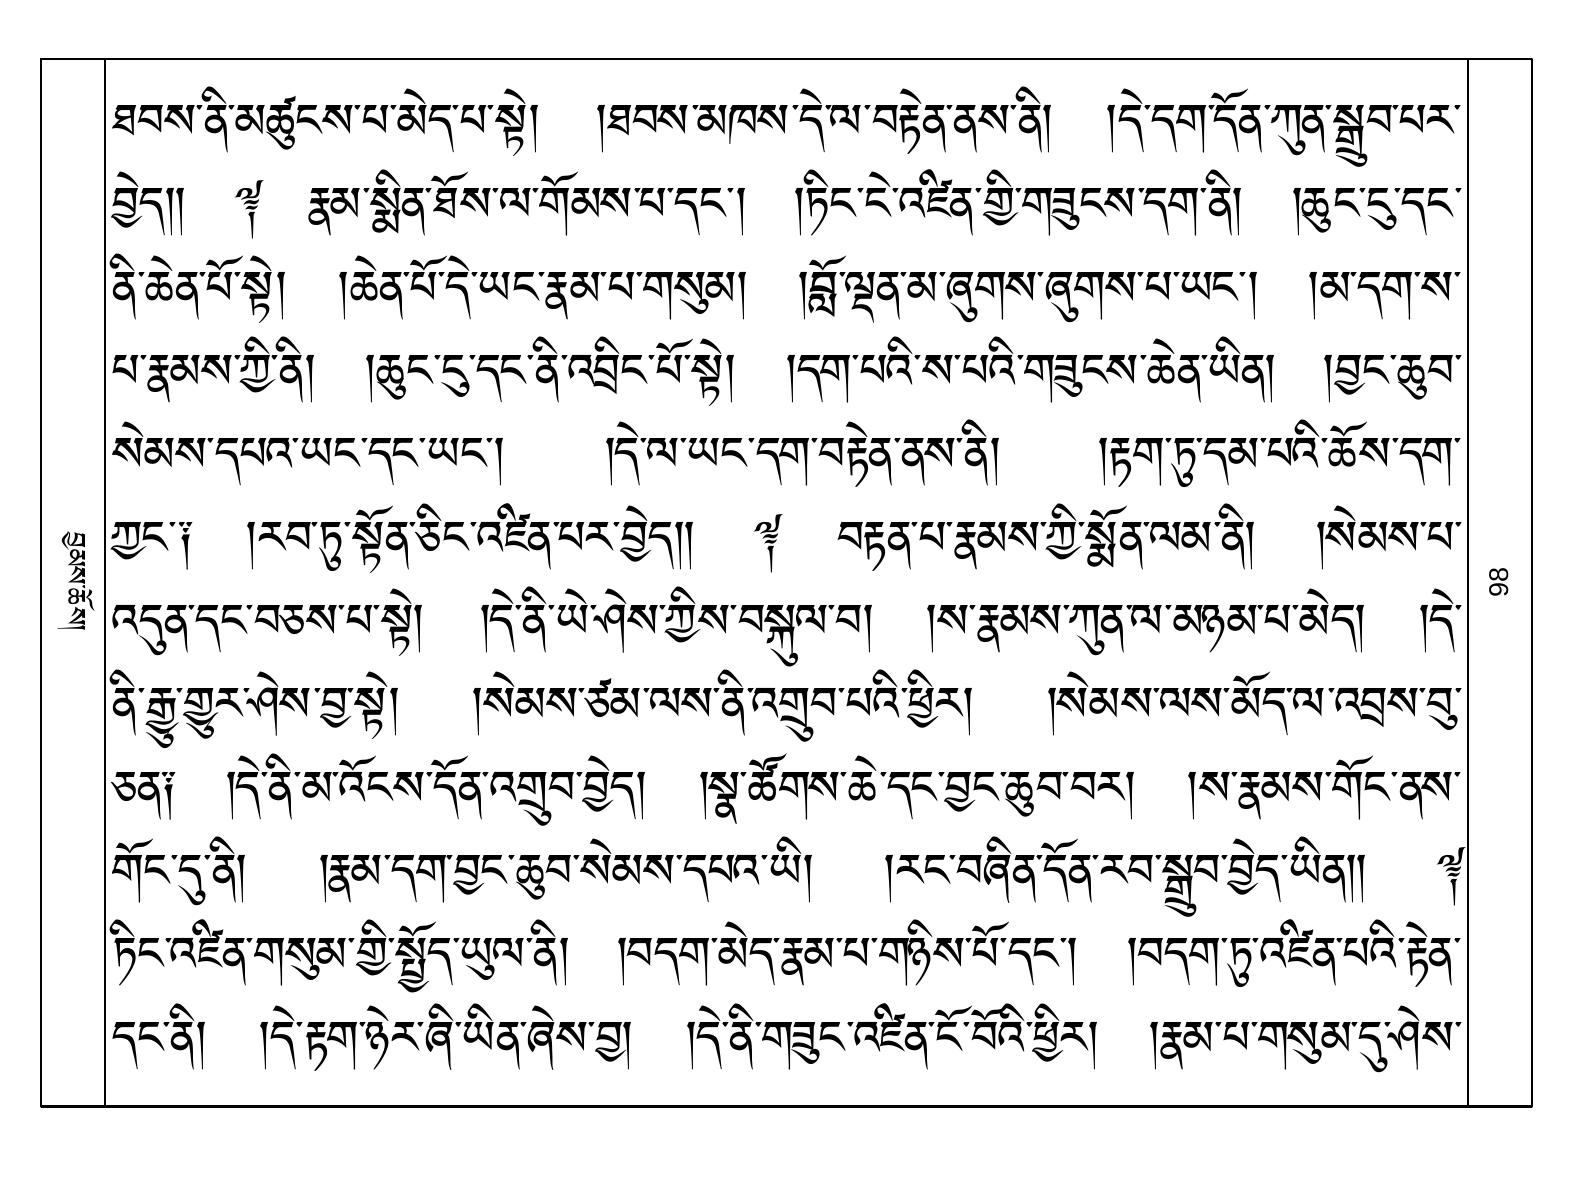 ཐབས་ནི་མཚུངས་པ་མེད་པ་སྟེ། །ཐབས་མཁས་དེ་ལ་བརྟེན་ནས་ནི། །དེ་དག་དོན་ཀུན་སྒྲུབ་པར་
བྱེད།། ༈ རྣམ་སྨིན་ཐོས་ལ་གོམས་པ་དང་། །ཏིང་ངེ་འཛིན་གྱི་གཟུངས་དག་ནི། །ཆུང་ངུ་དང་
ནི་ཆེན་པོ་སྟེ། །ཆེན་པོ་དེ་ཡང་རྣམ་པ་གསུམ། །བློ་ལྡན་མ་ཞུགས་ཞུགས་པ་ཡང་། །མ་དག་ས་
པ་རྣམས་ཀྱི་ནི། །ཆུང་ངུ་དང་ནི་འབྲིང་པོ་སྟེ། །དག་པའི་ས་པའི་གཟུངས་ཆེན་ཡིན། །བྱང་ཆུབ་
སེམས་དཔའ་ཡང་དང་ཡང་། །དེ་ལ་ཡང་དག་བརྟེན་ནས་ནི། །རྟག་ཏུ་དམ་པའི་ཆོས་དག་
ཀྱང་༑ །རབ་ཏུ་སྟོན་ཅིང་འཛིན་པར་བྱེད།། ༈ བརྟན་པ་རྣམས་ཀྱི་སྨོན་ལམ་ནི། །སེམས་པ་
འདུན་དང་བཅས་པ་སྟེ། །དེ་ནི་ཡེ་ཤེས་ཀྱིས་བསྐུལ་བ། །ས་རྣམས་ཀུན་ལ་མཉམ་པ་མེད། །དེ་
ནི་རྒྱུ་གྱུར་ཤེས་བྱ་སྟེ། །སེམས་ཙམ་ལས་ནི་འགྲུབ་པའི་ཕྱིར། །སེམས་ལས་མོད་ལ་འབྲས་བུ་
ཅན༑ །དེ་ནི་མ་འོངས་དོན་འགྲུབ་བྱེད། །སྣ་ཚོགས་ཆེ་དང་བྱང་ཆུབ་བར། །ས་རྣམས་གོང་ནས་
གོང་དུ་ནི། །རྣམ་དག་བྱང་ཆུབ་སེམས་དཔའ་ཡི། །རང་བཞིན་དོན་རབ་སྒྲུབ་བྱེད་ཡིན།། ༈
ཏིང་འཛིན་གསུམ་གྱི་སྤྱོད་ཡུལ་ནི། །བདག་མེད་རྣམ་པ་གཉིས་པོ་དང་། །བདག་ཏུ་འཛིན་པའི་རྟེན་
དང་ནི། །དེ་རྟག་ཉེར་ཞི་ཡིན་ཞེས་བྱ། །དེ་ནི་གཟུང་འཛིན་ངོ་བོའི་ཕྱིར། །རྣམ་པ་གསུམ་དུ་ཤེས་
བྱམས་ཆོས།
98